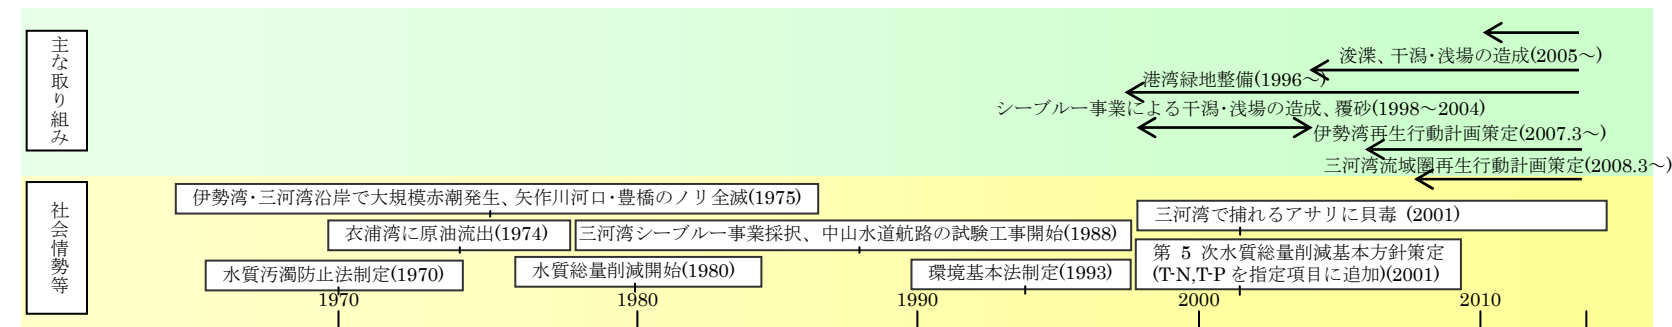 主な取り組み
浚渫、干潟・浅場の造成(2005～)
港湾緑地整備(1996～)
シーブルー事業による干潟・浅場の造成、覆砂(1998～2004)
伊勢湾再生行動計画策定(2007.3～)
三河湾流域圏再生行動計画策定(2008.3～)
社会情勢等
伊勢湾・三河湾沿岸で大規模赤潮発生、矢作川河口・豊橋のノリ全滅(1975)
三河湾で捕れるアサリに貝毒 (2001)
衣浦湾に原油流出(1974)
三河湾シーブルー事業採択、中山水道航路の試験工事開始(1988)
第 5 次水質総量削減基本方針策定
(T-N,T-P を指定項目に追加)(2001)
水質汚濁防止法制定(1970)
水質総量削減開始(1980)
環境基本法制定(1993)
1970
1980
1990
2000
2010